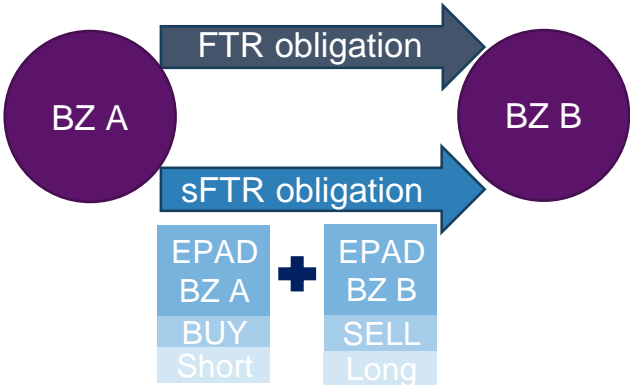 FTR obligation
BZ A
BZ B
sFTR obligation
EPAD
BZ A
BUY
Short
EPAD
BZ B
SELL
Long